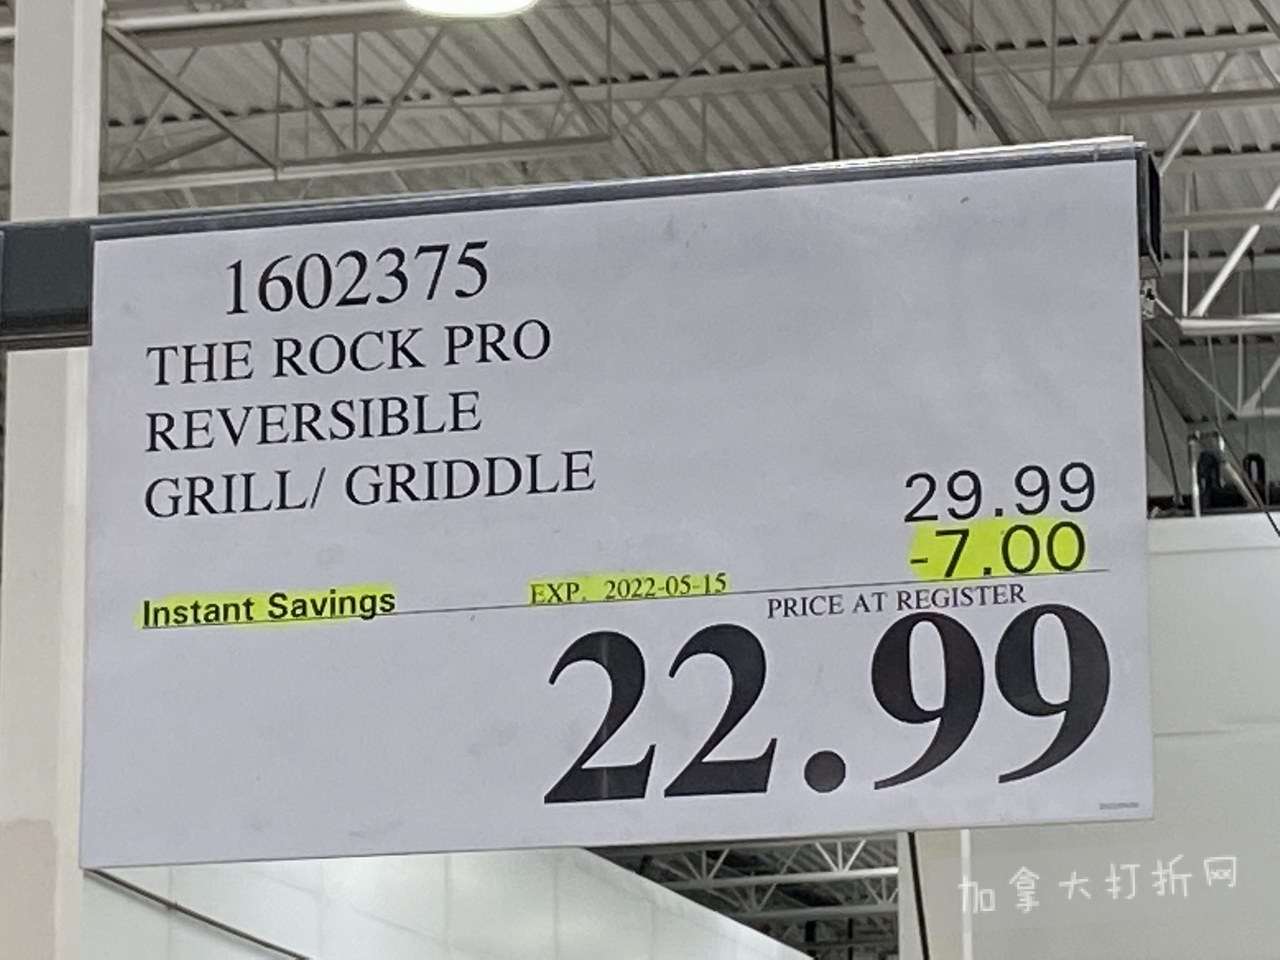 1602375
THE ROCK PRO
REVERSIBLE
GRILL/ GRIDDLE
29.99
-7.00
Instant Savings EXP. 2022-05-15
PRICE AT REGISTER
22.99
加拿大打折网